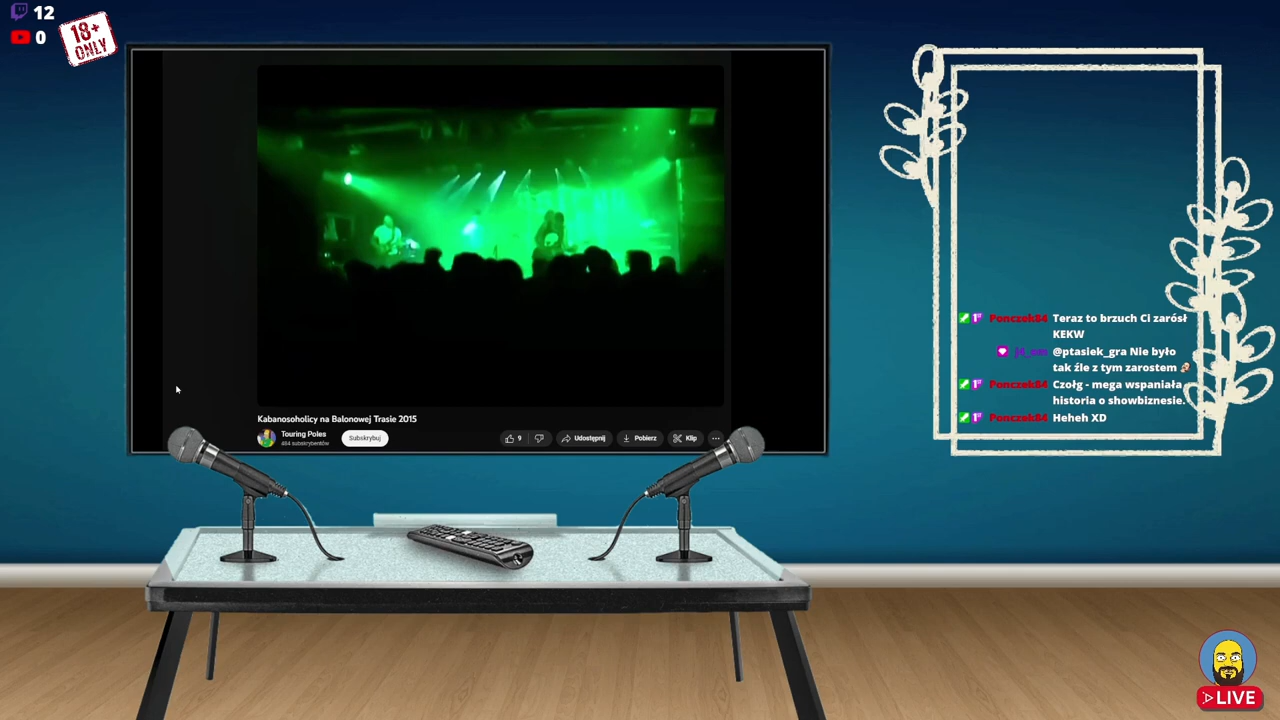 12
0
18+
ONLY
Kabanosoholicy na Balonowej Trasie 2015
Touring Poles
484 subskrybentów
Subskrybuj
9
Udostępnij
Pobierz
Klip
Ponczek84 Teraz to brzuch Ci zarósł
KEKW
@ptasiek_gra Nie było
tak źle z tym zarostem
Ponczek84 Czołg - mega wspaniała
historia o showbiznesie.
Ponczek84 Heheh XD
LIVE